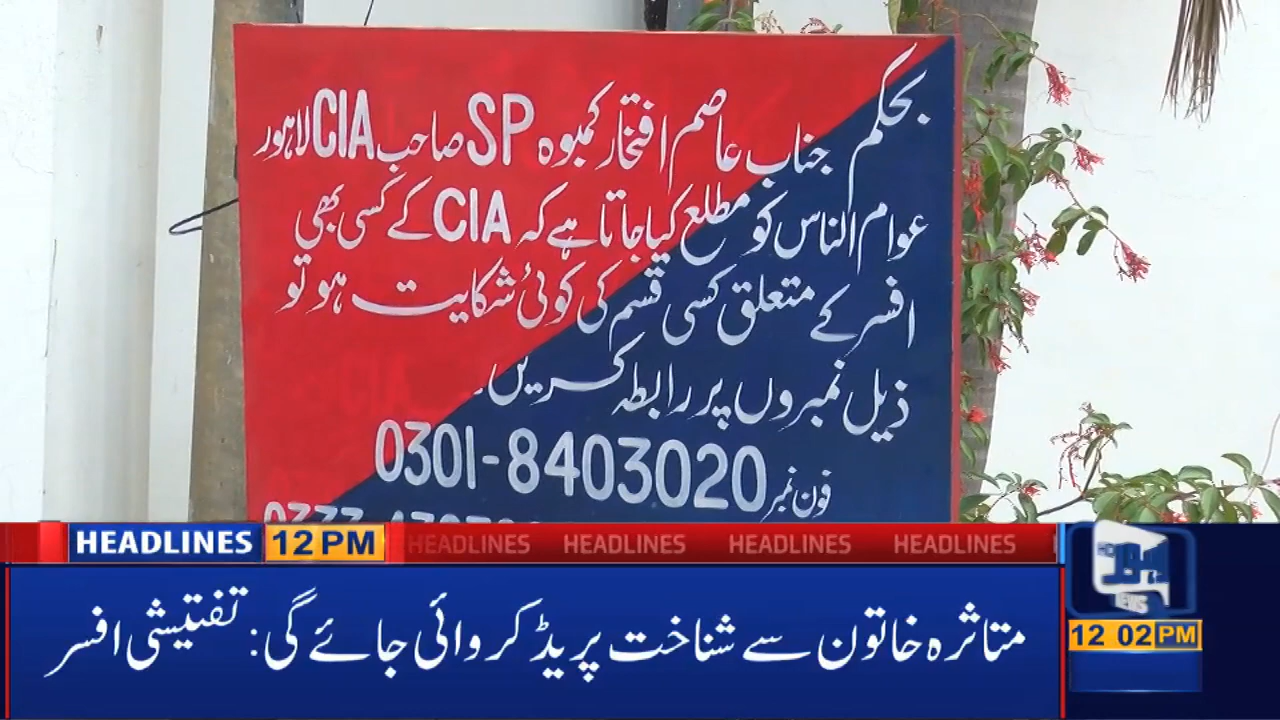 بحکم جناب عاصم افتخار کمبوہ SP صاحب CIA لاہور
عوام الناس کو مطلع کیا جاتا ہے کہ CIA کے کسی بھی
افسر کے متعلق کسی قسم کی کوئی شکایت ہو تو
ذیل نمبروں پر رابطہ کریں۔
فون نمبر 0301-8403020
HEADLINES 12 PM HEADLINES HEADLINES HEADLINES HEADLINES
متاثرہ خاتون سے شناخت پریڈ کروائی جائے گی: تفتیشی افسر
HD
NEWS
12 02 PM